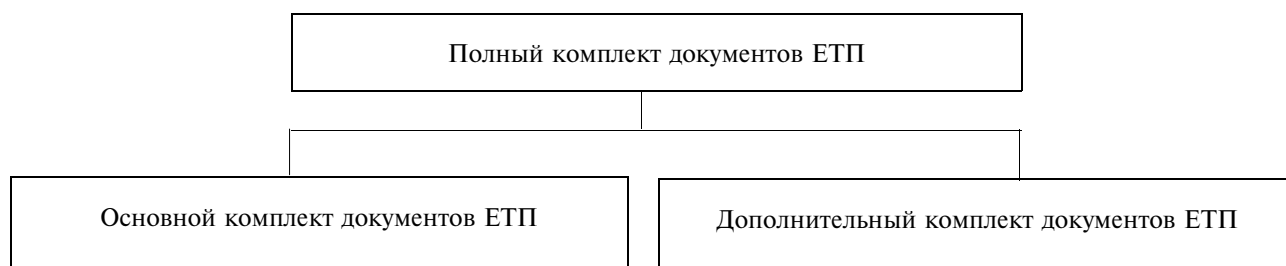 Полный комплект документов ЕТП
Основной комплект документов ЕТП
Дополнительный комплект документов ЕТП